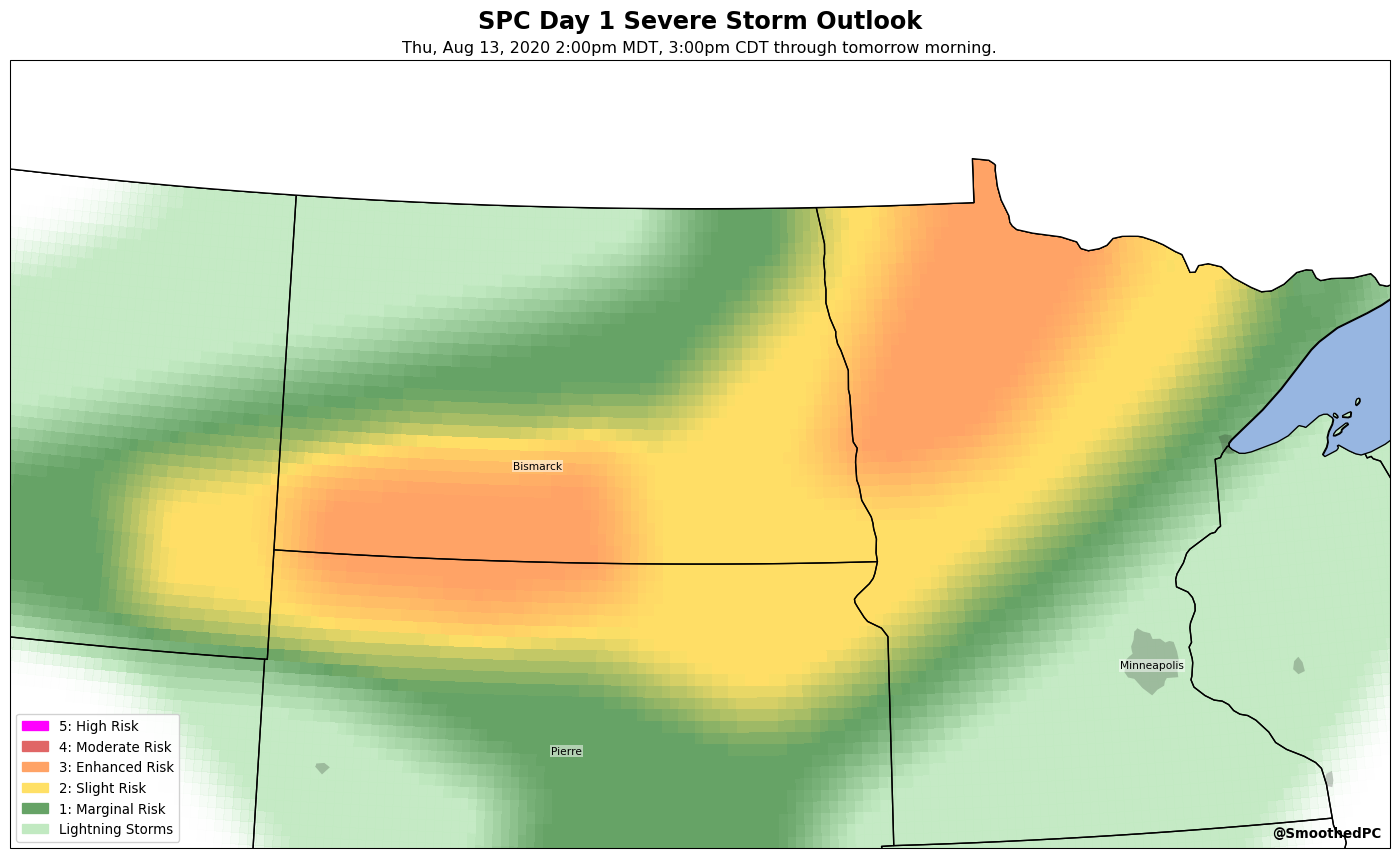 SPC Day 1 Severe Storm Outlook
Thu, Aug 13, 2020 2:00pm MDT, 3:00pm CDT through tomorrow morning.
Bismarck
Minneapolis
Pierre
5: High Risk
4: Moderate Risk
3: Enhanced Risk
2: Slight Risk
1: Marginal Risk
Lightning Storms
@SmoothedPC